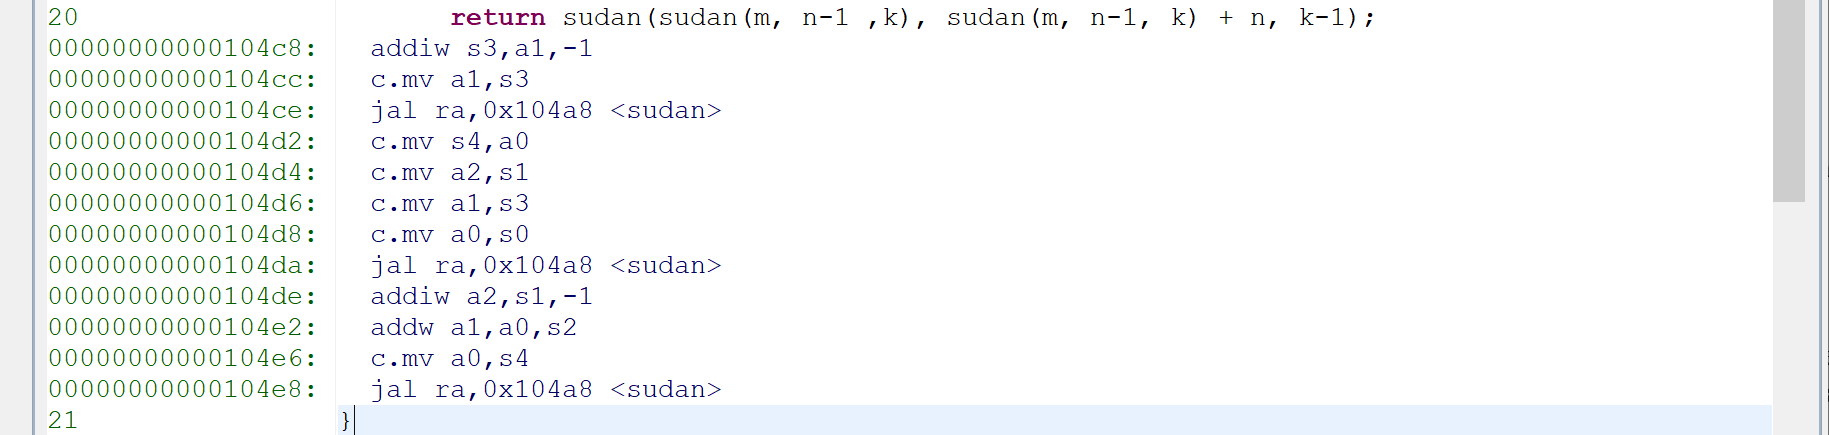 20 return sudan(sudan(m, n-1 ,k), sudan(m, n-1, k) + n, k-1);
00000000000104c8: addiw s3,a1,-1
00000000000104cc: c.mv a1,s3
00000000000104ce: jal ra,0x104a8 <sudan>
00000000000104d2: c.mv s4,a0
00000000000104d4: c.mv a2,s1
00000000000104d6: c.mv a1,s3
00000000000104d8: c.mv a0,s0
00000000000104da: jal ra,0x104a8 <sudan>
00000000000104de: addiw a2,s1,-1
00000000000104e2: addw a1,a0,s2
00000000000104e6: c.mv a0,s4
00000000000104e8: jal ra,0x104a8 <sudan>
21 }